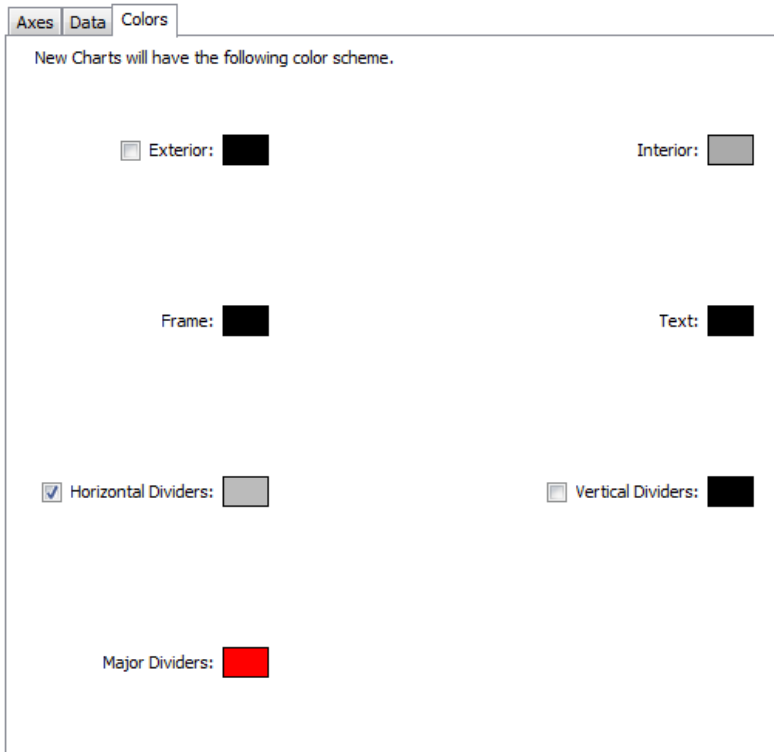 Axes Data Colors
New Charts will have the following color scheme.
Exterior: Interior:
Frame: Text:
Horizontal Dividers: Vertical Dividers:
Major Dividers: